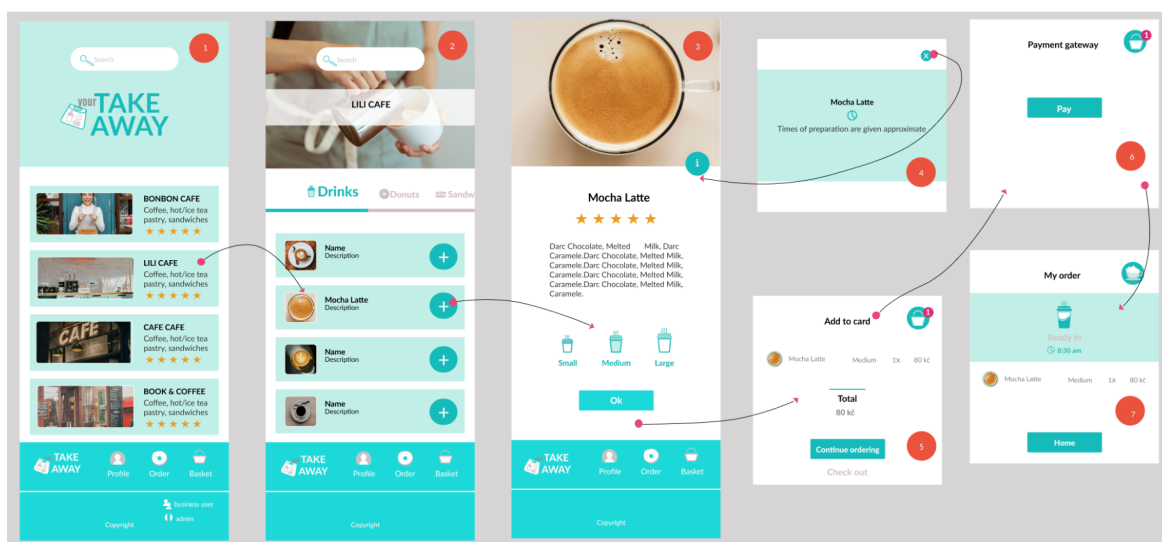 1
Search
your TAKE
AWAY
BONBON CAFE
Coffee, hot/ice tea
pastry, sandwiches
LILI CAFE
Coffee, hot/ice tea
pastry, sandwiches
CAFE
CAFE CAFE
Coffee, hot/ice tea
pastry, sandwiches
BOOK & COFFEE
Coffee, hot/ice tea
pastry, sandwiches
TAKE
AWAY
Profile
Order
Basket
business user
admin
Copyright
2
Search
LILI CAFE
Drinks
Donuts
Sandw
Name
Description
Mocha Latte
Description
Name
Description
Name
Description
TAKE
AWAY
Profile
Order
Basket
Copyright
3
i
Mocha Latte
Darc Chocolate, Melted Milk, Darc
Caramele.Darc Chocolate, Melted Milk,
Caramele.Darc Chocolate, Melted Milk,
Caramele.Darc Chocolate, Melted Milk,
Caramele.Darc Chocolate, Melted Milk,
Caramele.
Small
Medium
Large
Ok
TAKE
AWAY
Profile
Order
Basket
Copyright
X
Mocha Latte
Times of preparation are given approximate
4
Add to card
1
Mocha Latte Medium 1x 80 kč
Total
80 kč
Continue ordering
5
Check out
Payment gateway
1
Pay
6
My order
Ready in
8:30 am
Mocha Latte Medium 1x 80 kč
7
Home